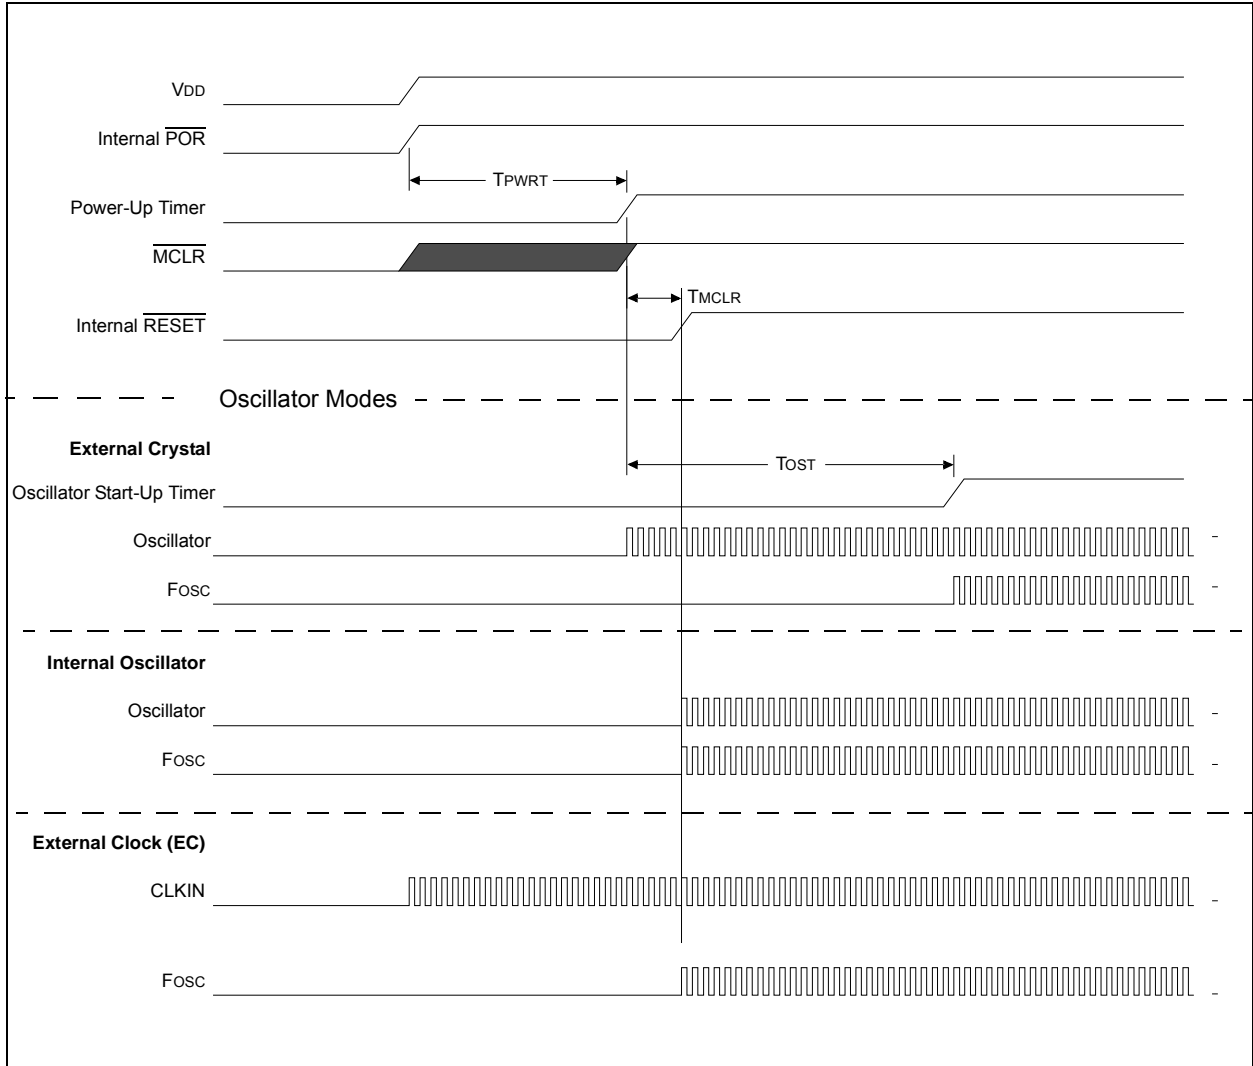 VDD
Internal POR
TPWRT
Power-Up Timer
MCLR
TMCLR
Internal RESET
Oscillator Modes
External Crystal
TOST
Oscillator Start-Up Timer
Oscillator
FOSC
Internal Oscillator
Oscillator
FOSC
External Clock (EC)
CLKIN
FOSC